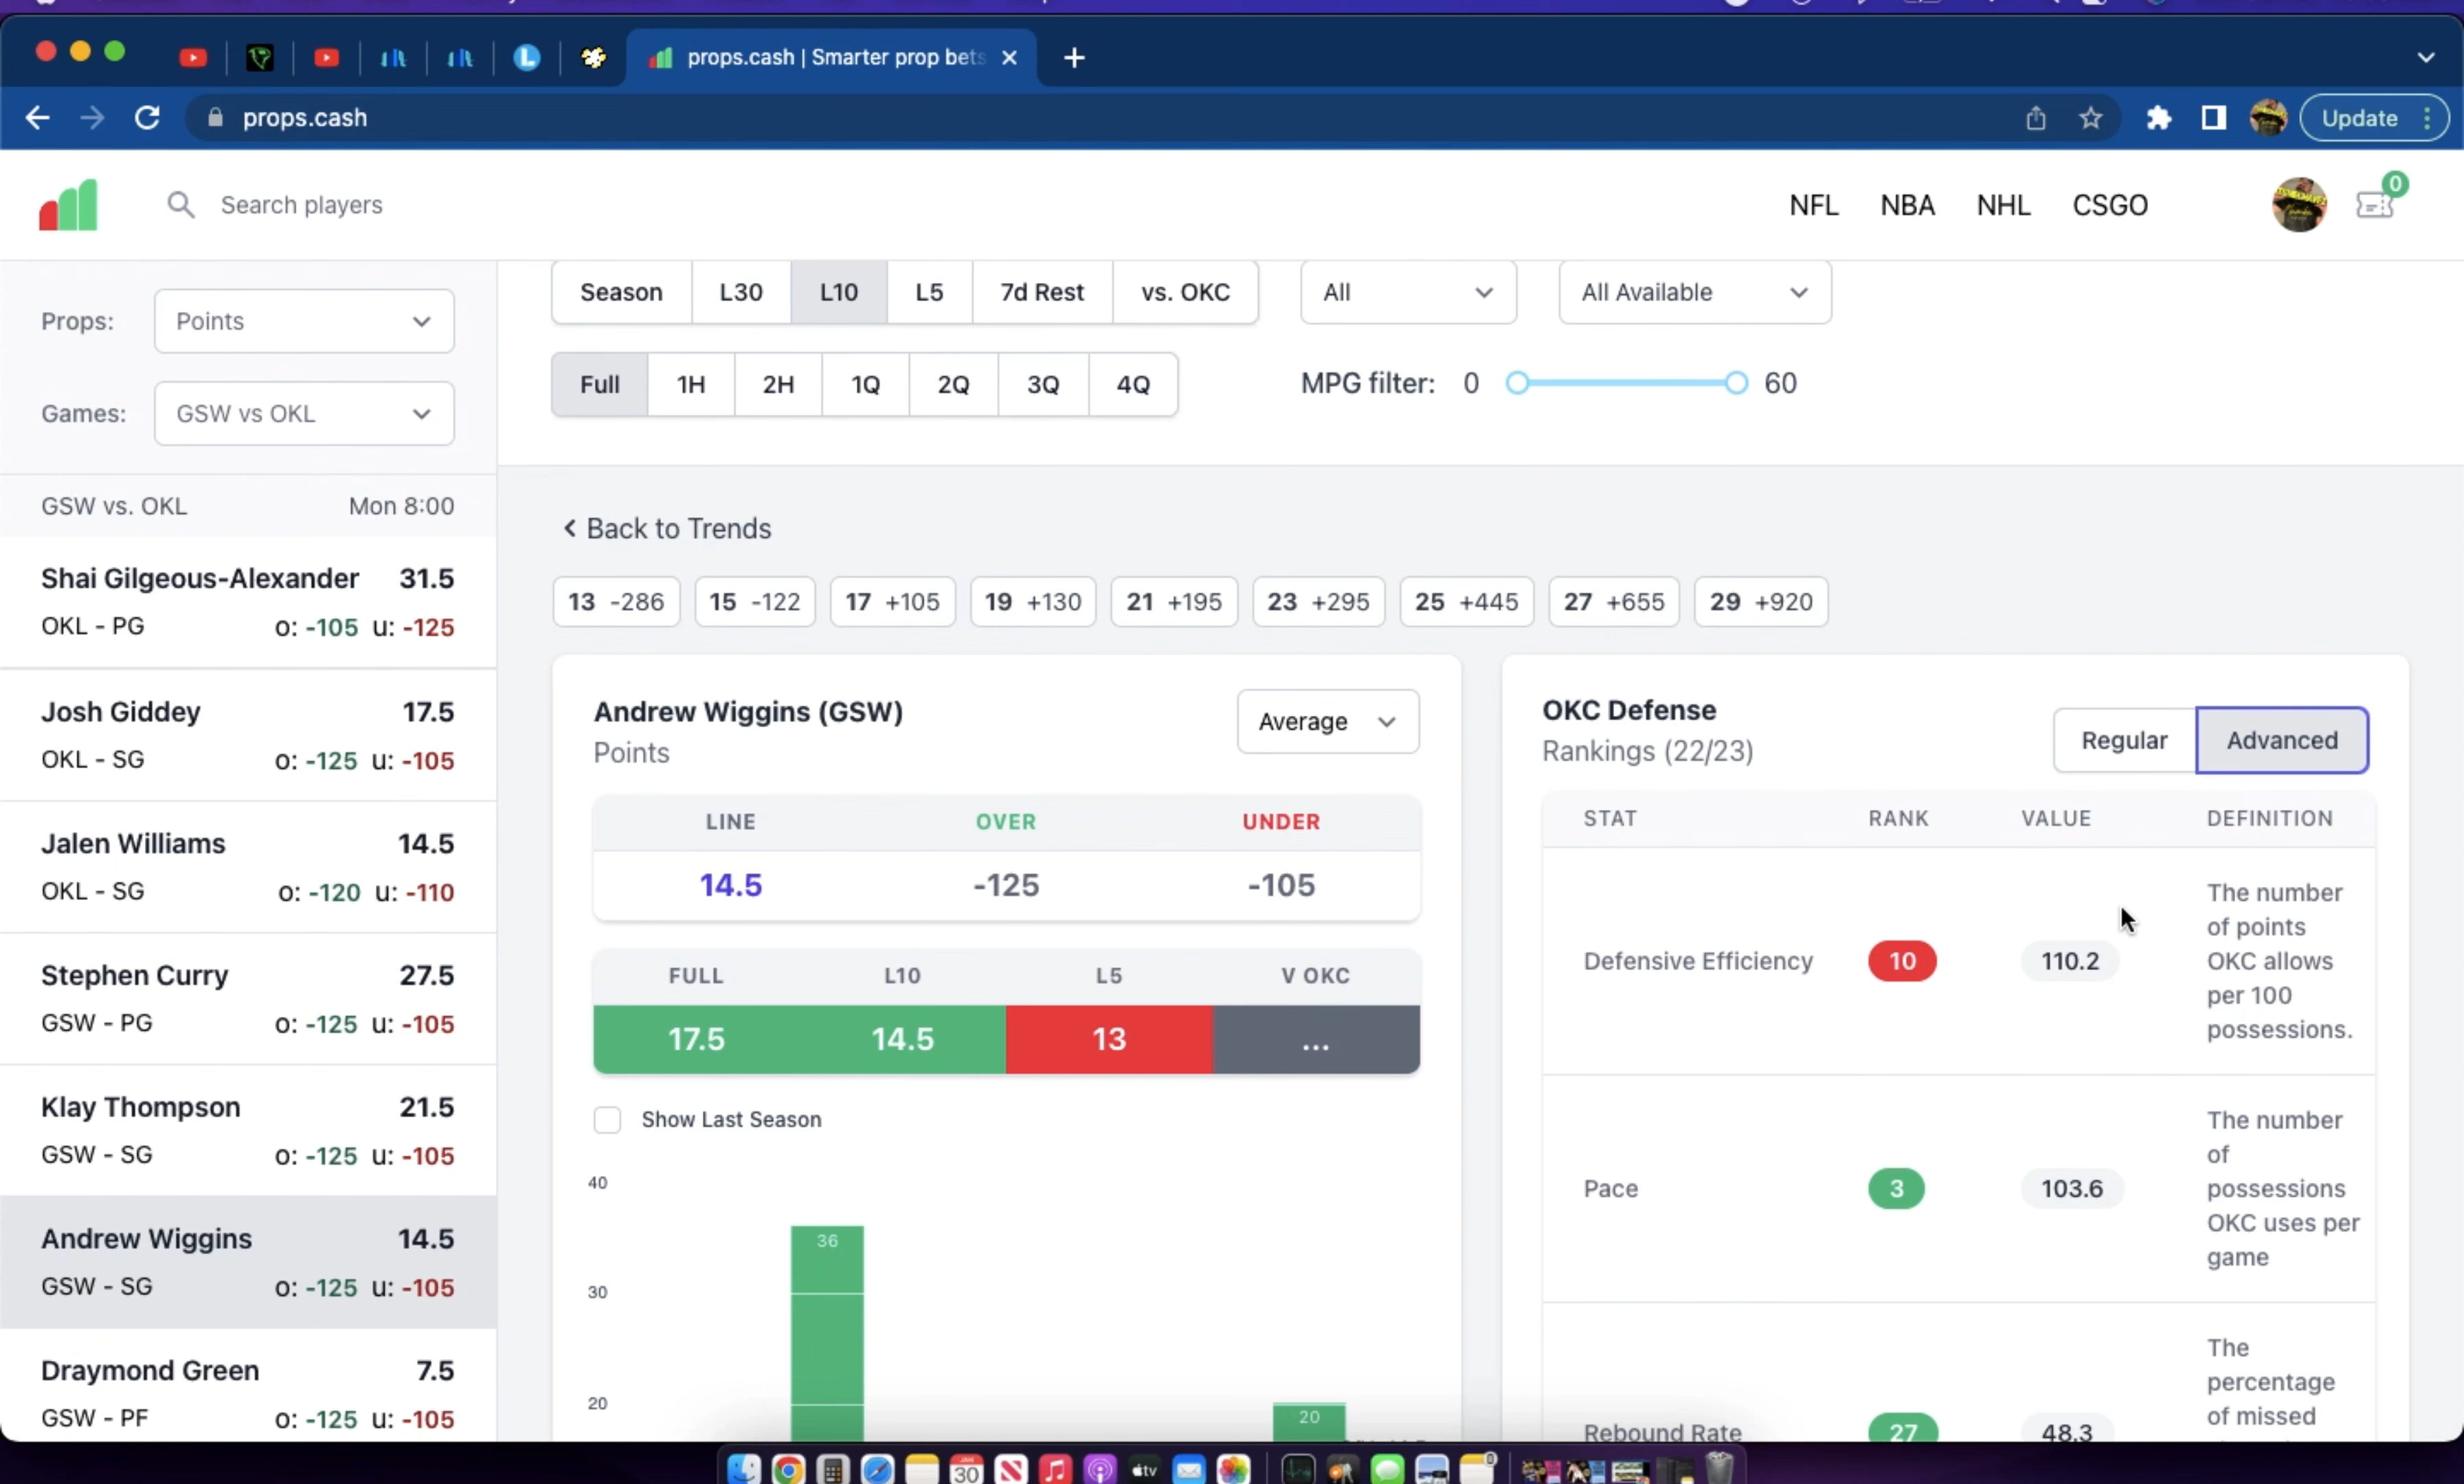 props.cash | Smarter prop bets
props.cash
Update
Search players
NFL NBA NHL CSGO
0
Props: Points
Games: GSW vs OKL
GSW vs. OKL Mon 8:00
Shai Gilgeous-Alexander 31.5
OKL - PG o: -105 u: -125
Josh Giddey 17.5
OKL - SG o: -125 u: -105
Jalen Williams 14.5
OKL - SG o: -120 u: -110
Stephen Curry 27.5
GSW - PG o: -125 u: -105
Klay Thompson 21.5
GSW - SG o: -125 u: -105
Andrew Wiggins 14.5
GSW - SG o: -125 u: -105
Draymond Green 7.5
GSW - PF o: -125 u: -105
Season L30 L10 L5 7d Rest vs. OKC All All Available
Full 1H 2H 1Q 2Q 3Q 4Q MPG filter: 0 60
Back to Trends
13 -286 15 -122 17 +105 19 +130 21 +195 23 +295 25 +445 27 +655 29 +920
Andrew Wiggins (GSW) Average
Points
LINE OVER UNDER
14.5 -125 -105
FULL L10 L5 V OKC
17.5 14.5 13 ...
Show Last Season
40
36
30
20
20
OKC Defense
Rankings (22/23)
Regular Advanced
STAT RANK VALUE DEFINITION
Defensive Efficiency 10 110.2
The number
of points
OKC allows
per 100
possessions.
Pace 3 103.6
The number
of
possessions
OKC uses per
game
Rebound Rate 27 48.3
The
percentage
of missed
JAN
30
tv